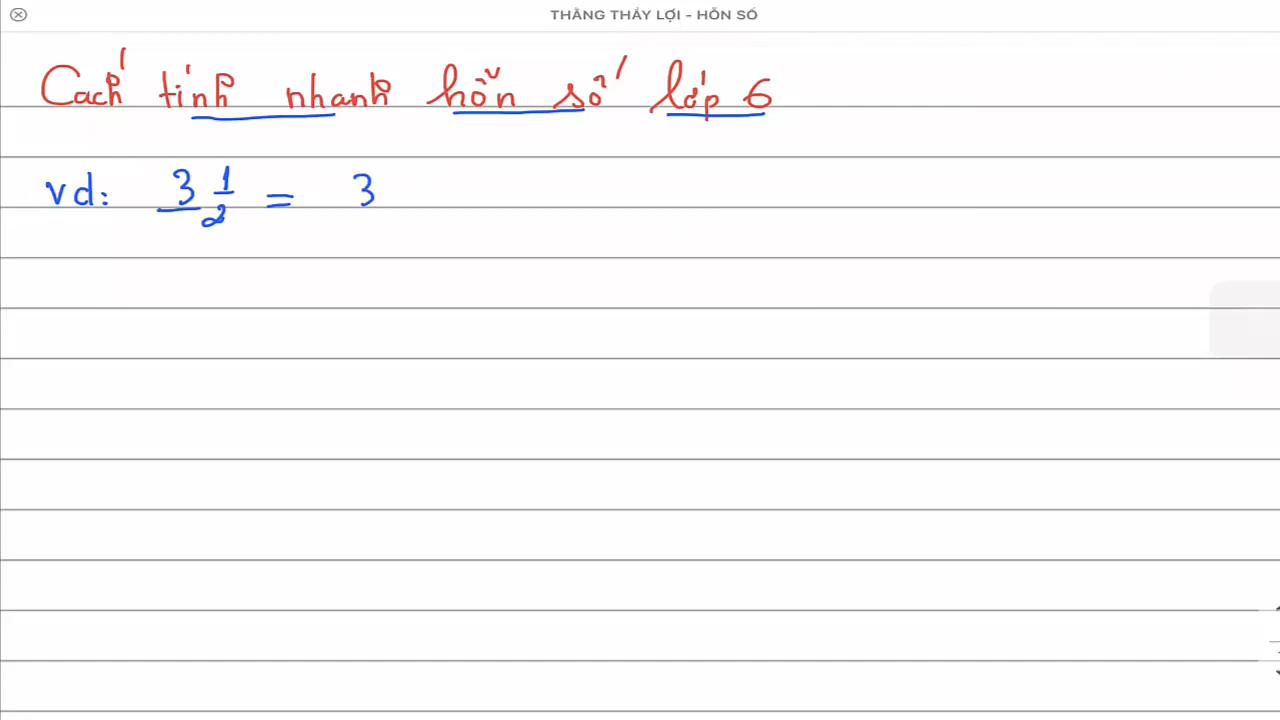 THẰNG THẦY LỢI - HỖN SỐ
Cách tính nhanh hỗn số lớp 6
vd: 3 1/2 = 3